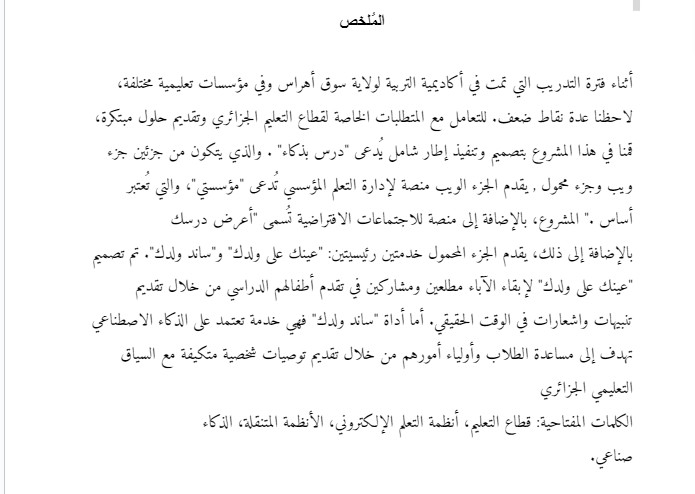 المُلخص
أثناء فترة التدريب التي تمت في أكاديمية التربية لولاية سوق أهراس وفي مؤسسات تعليمية مختلفة،
لاحظنا عدة نقاط ضعف. للتعامل مع المتطلبات الخاصة لقطاع التعليم الجزائري وتقديم حلول مبتكرة،
قمنا في هذا المشروع بتصميم وتنفيذ إطار شامل يُدعى "درس بذكاء" . والذي يتكون من جزئين جزء
ويب وجزء محمول , يقدم الجزء الويب منصة لإدارة التعلم المؤسسي تُدعى "مؤسستي"، والتي تُعتبر
أساس ." المشروع، بالإضافة إلى منصة للاجتماعات الافتراضية تُسمى "أعرض درسك
بالإضافة إلى ذلك، يقدم الجزء المحمول خدمتين رئيسيتين: "عينك على ولدك" و"ساند ولدك". تم تصميم
"عينك على ولدك" لإبقاء الآباء مطلعين ومشاركين في تقدم أطفالهم الدراسي من خلال تقديم
تنبيهات واشعارات في الوقت الحقيقي. أما أداة "ساند ولدك" فهي خدمة تعتمد على الذكاء الاصطناعي
تهدف إلى مساعدة الطلاب وأولياء أمورهم من خلال تقديم توصيات شخصية متكيفة مع السياق
التعليمي الجزائري
الكلمات المفتاحية: قطاع التعليم، أنظمة التعلم الإلكتروني، الأنظمة المتنقلة، الذكاء
صناعي.